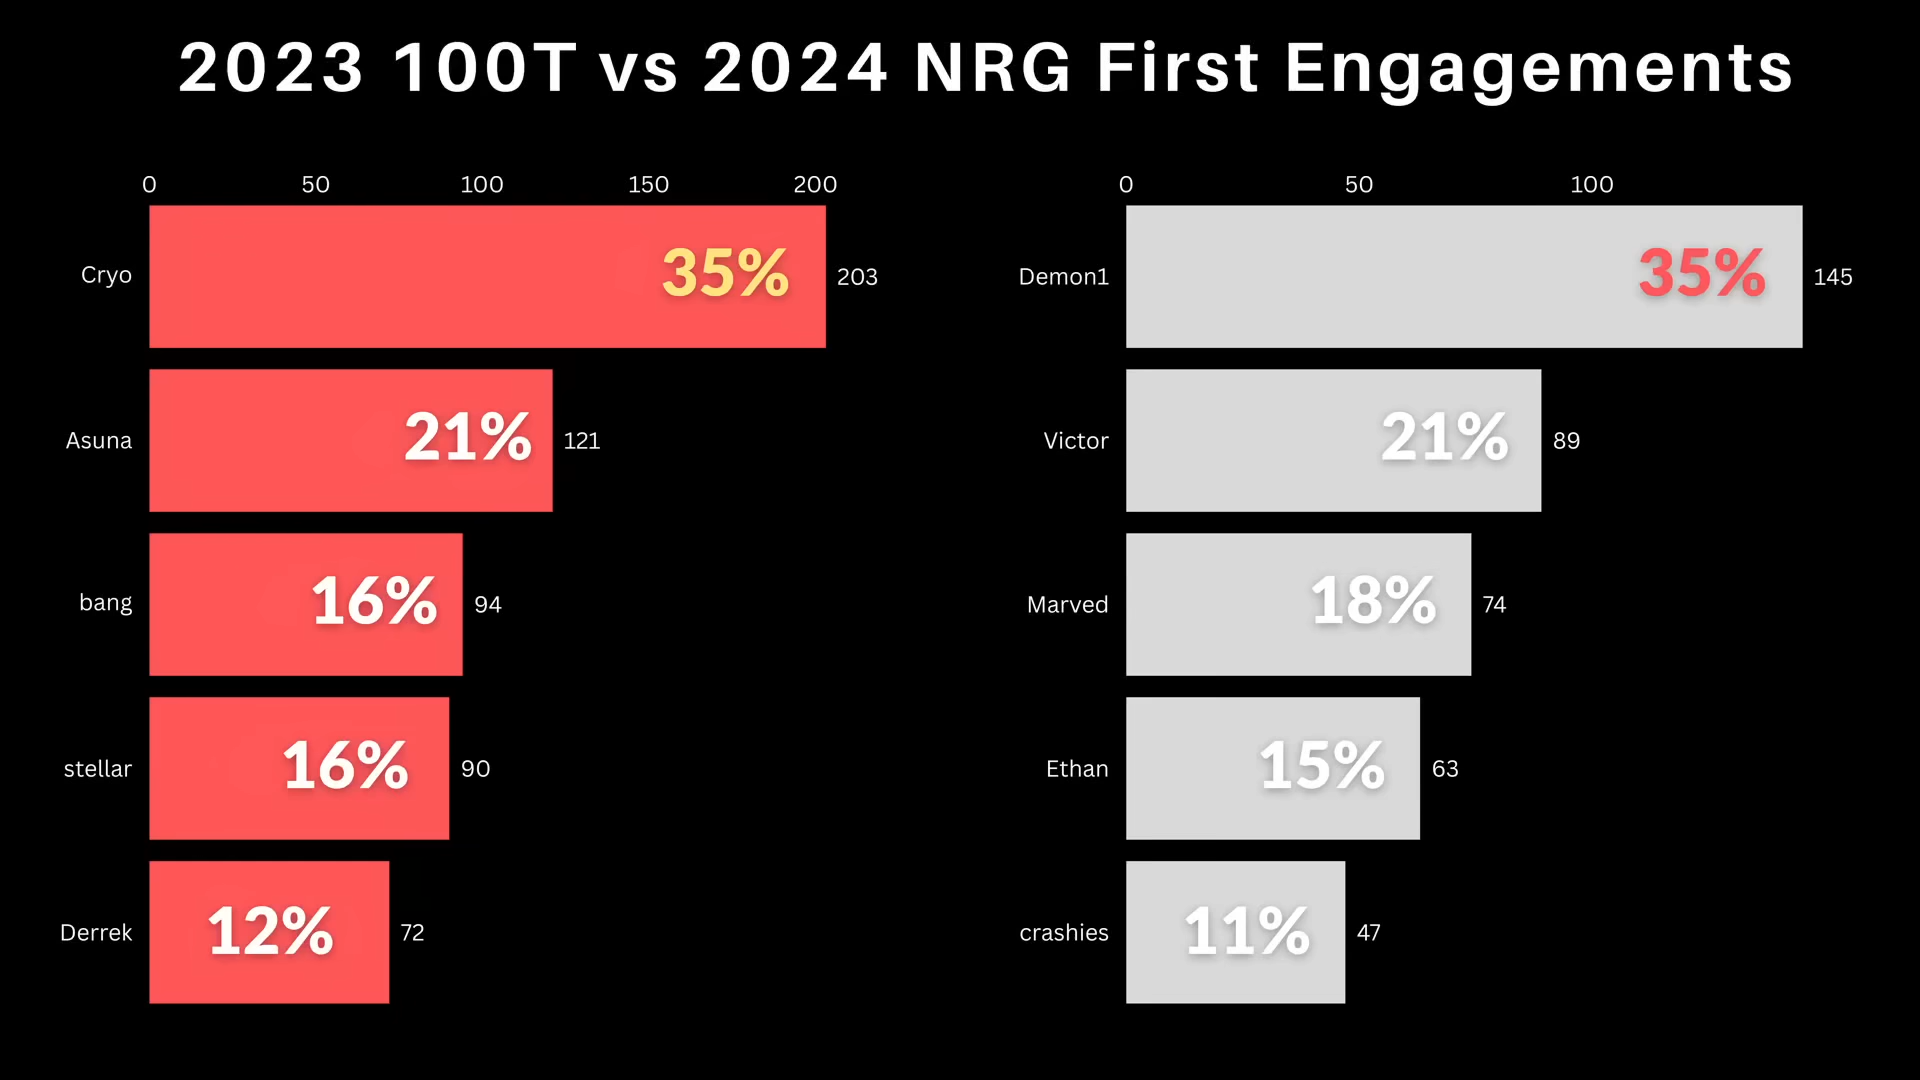 2023 100T vs 2024 NRG First Engagements
0 50 100 150 200
Cryo 35% 203
Asuna 21% 121
bang 16% 94
stellar 16% 90
Derrek 12% 72
0 50 100
Demon1 35% 145
Victor 21% 89
Marved 18% 74
Ethan 15% 63
crashies 11% 47